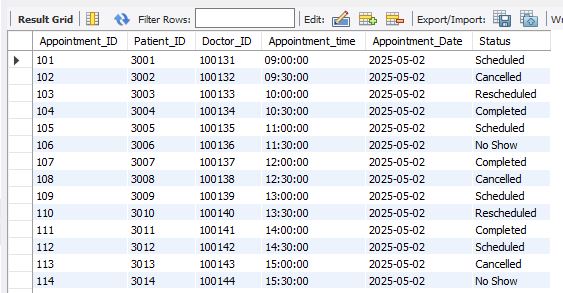 Result Grid Filter Rows: Edit: Export/Import: Wr
Appointment_ID Patient_ID Doctor_ID Appointment_time Appointment_Date Status
101 3001 100131 09:00:00 2025-05-02 Scheduled
102 3002 100132 09:30:00 2025-05-02 Cancelled
103 3003 100133 10:00:00 2025-05-02 Rescheduled
104 3004 100134 10:30:00 2025-05-02 Completed
105 3005 100135 11:00:00 2025-05-02 Scheduled
106 3006 100136 11:30:00 2025-05-02 No Show
107 3007 100137 12:00:00 2025-05-02 Completed
108 3008 100138 12:30:00 2025-05-02 Cancelled
109 3009 100139 13:00:00 2025-05-02 Scheduled
110 3010 100140 13:30:00 2025-05-02 Rescheduled
111 3011 100141 14:00:00 2025-05-02 Completed
112 3012 100142 14:30:00 2025-05-02 Scheduled
113 3013 100143 15:00:00 2025-05-02 Cancelled
114 3014 100144 15:30:00 2025-05-02 No Show